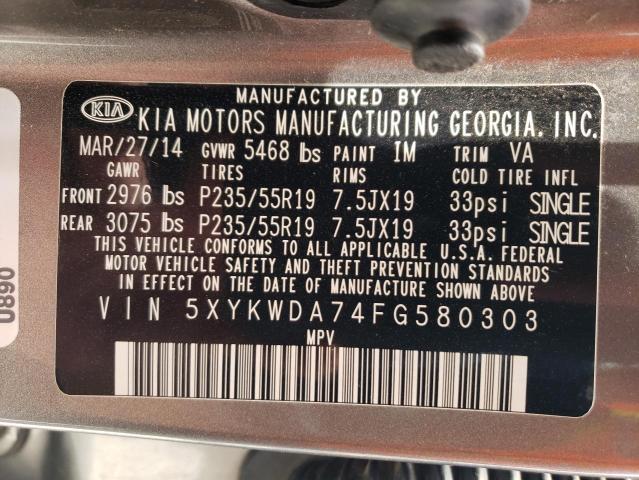 MANUFACTURED BY
KIA KIA MOTORS MANUFACTURING GEORGIA. INC.
MAR/27/14 GVWR 5468 lbs PAINT IM TRIM VA
GAWR TIRES RIMS COLD TIRE INFL
FRONT 2976 lbs P235/55R19 7.5JX19 33psi SINGLE
REAR 3075 lbs P235/55R19 7.5JX19 33psi SINGLE
THIS VEHICLE CONFORMS TO ALL APPLICABLE U.S.A. FEDERAL
MOTOR VEHICLE SAFETY AND THEFT PREVENTION STANDARDS
IN EFFECT ON THE DATE OF MANUFACTURE SHOWN ABOVE
VIN 5XYKWDA74FG580303
MPV
0890